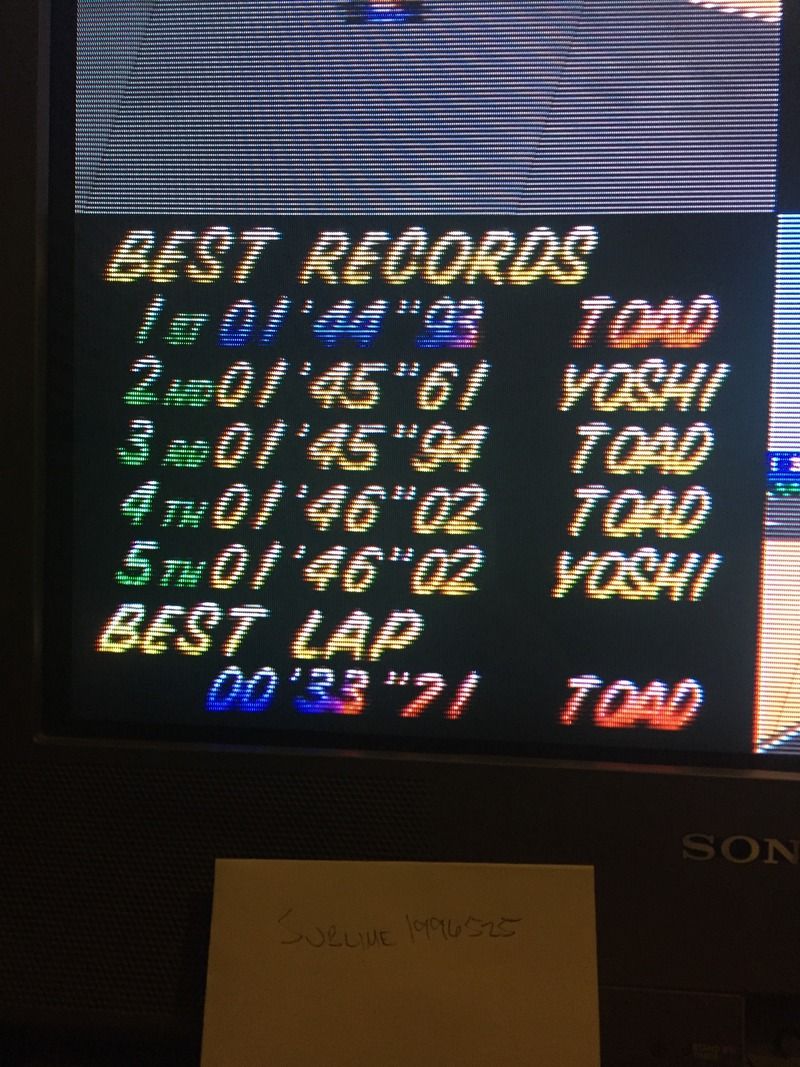 BEST RECORDS
1ST 01'44"93 TOAD
2ND 01'45"61 YOSHI
3RD 01'45"94 TOAD
4TH 01'46"02 TOAD
5TH 01'46"02 YOSHI
BEST LAP
00'33"71 TOAD
SON
SUBLIME1996525